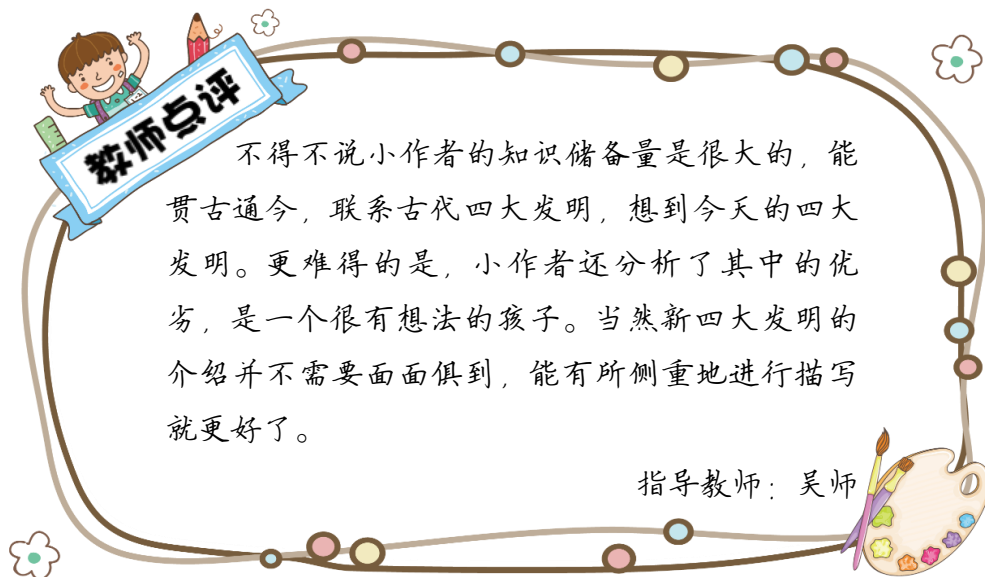 教师点评
不得不说小作者的知识储备量是很大的，能
贯古通今，联系古代四大发明，想到今天的四大
发明。更难得的是，小作者还分析了其中的优
劣，是一个很有想法的孩子。当然新四大发明的
介绍并不需要面面俱到，能有所侧重地进行描写
就更好了。
指导教师：吴师